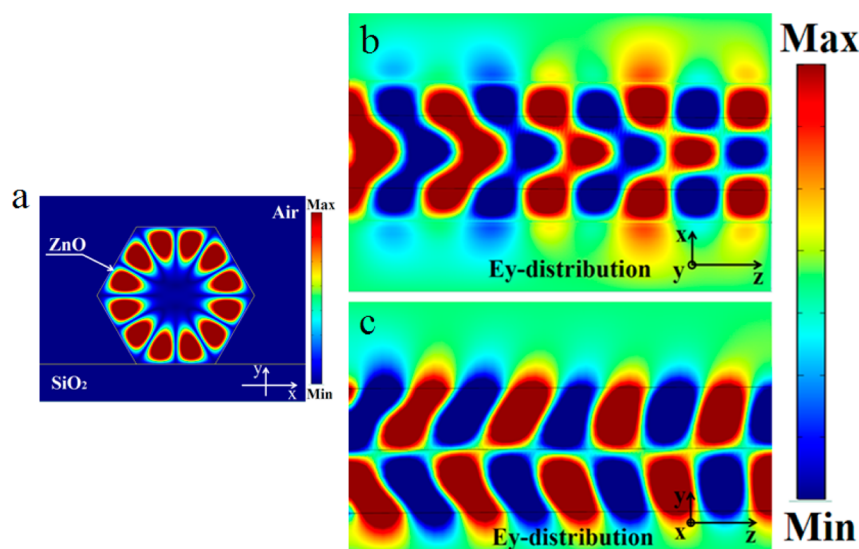 a
Air
Max
ZnO
SiO₂
y
x
Min
b
x
y
z
Ey-distribution
c
y
x
z
Ey-distribution
Max
Min